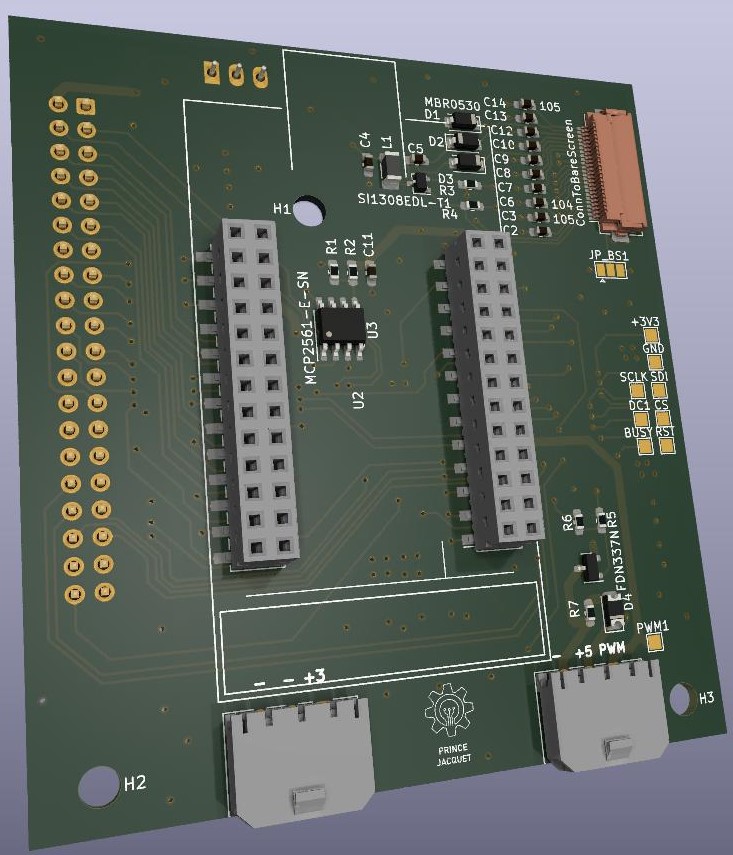 MBR0530
D1
C14
105
C13
C12
D2
C10
C9
C8
C7
C6
104
C3
105
C2
C4
L1
C5
D3
R3
R4
SI1308EDL-T1
ConnToBareScreen
H1
R1
R2
C11
JP_BS1
MCP2561-E-SN
U3
U2
+3V3
GND
SCLK SDI
DC1 CS
BUSY RST
R6
R5
FDN337N
R7
D4
PWM1
- +5 PWM
- - +3
PRINCE
JACQUET
H2
H3